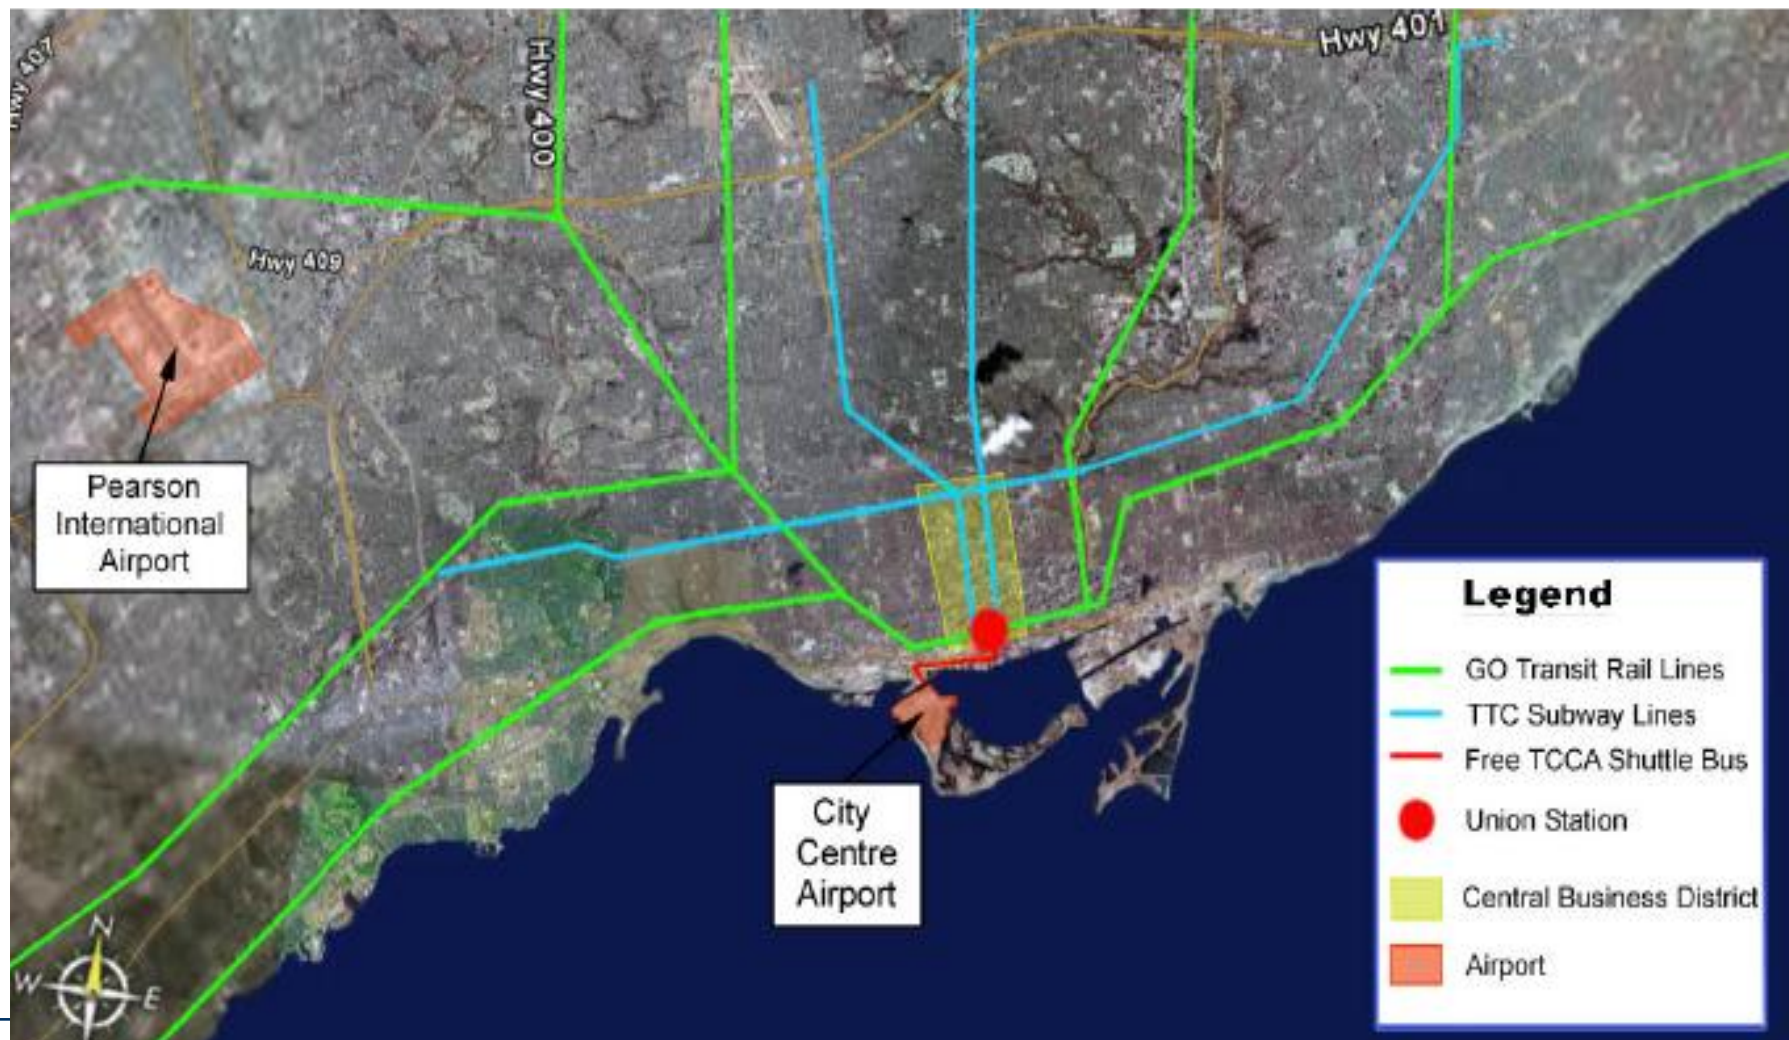 Hwy 407
Hwy 400
Hwy 401
Hwy 409
Pearson
International
Airport
City
Centre
Airport
Legend
GO Transit Rail Lines
TTC Subway Lines
Free TCCA Shuttle Bus
Union Station
Central Business District
Airport
N
W
E